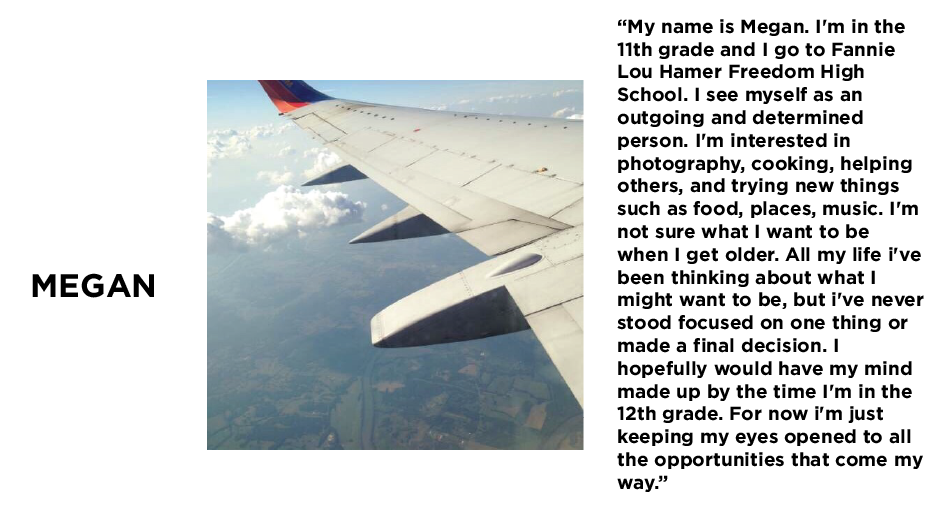 MEGAN
“My name is Megan. I'm in the
11th grade and I go to Fannie
Lou Hamer Freedom High
School. I see myself as an
outgoing and determined
person. I'm interested in
photography, cooking, helping
others, and trying new things
such as food, places, music. I'm
not sure what I want to be
when I get older. All my life i've
been thinking about what I
might want to be, but i've never
stood focused on one thing or
made a final decision. I
hopefully would have my mind
made up by the time I'm in the
12th grade. For now i'm just
keeping my eyes opened to all
the opportunities that come my
way.”